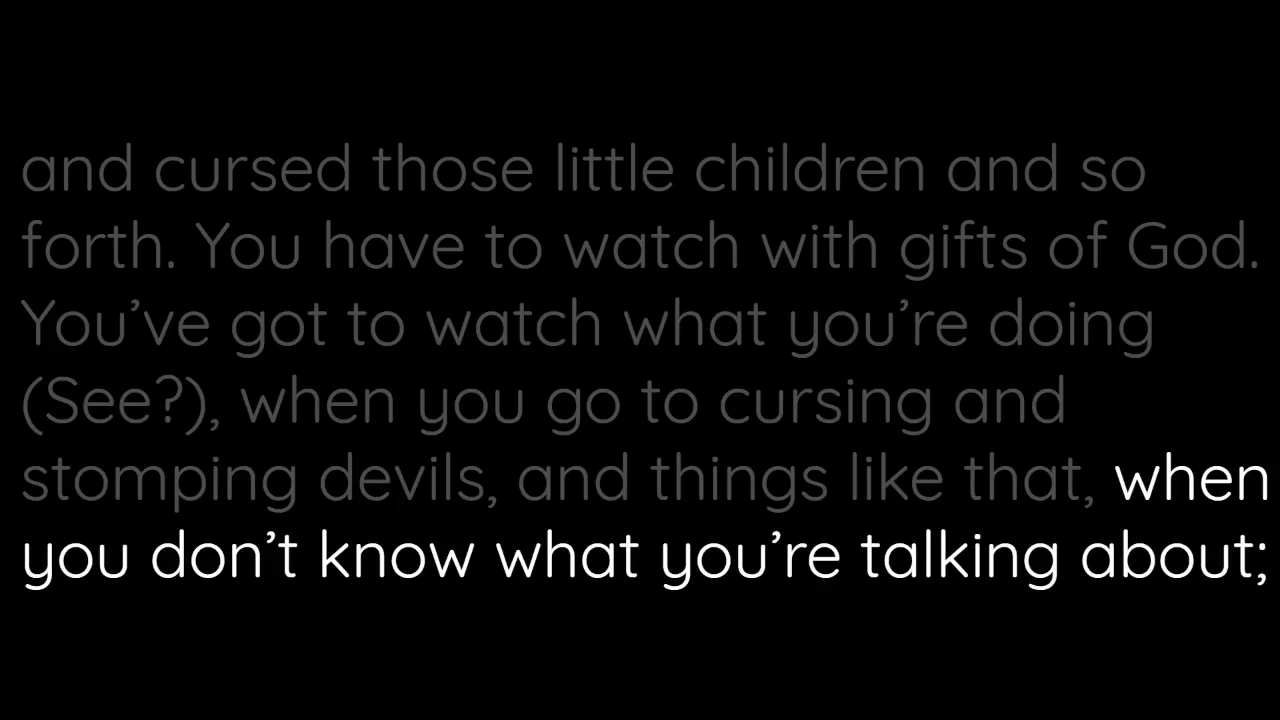 and cursed those little children and so
forth. You have to watch with gifts of God.
You’ve got to watch what you’re doing
(See?), when you go to cursing and
stomping devils, and things like that, when
you don’t know what you’re talking about;